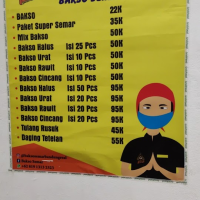 BAKSO
- BAKSO 22K
- Paket Super Semar 35K
- Mix Bakso 50K
- Bakso Halus Isi 25 Pcs 50K
- Bakso Urat Isi 10 Pcs 50K
- Bakso Rawit Isi 10 Pcs 50K
- Bakso Cincang Isi 10 Pcs 50K
- Bakso Halus Isi 50 Pcs 95K
- Bakso Urat Isi 20 Pcs 95K
- Bakso Rawit Isi 20 Pcs 95K
- Bakso Cincang Isi 20 Pcs 95K
- Tulang Rusuk 45K
- Daging Tetelan 55K